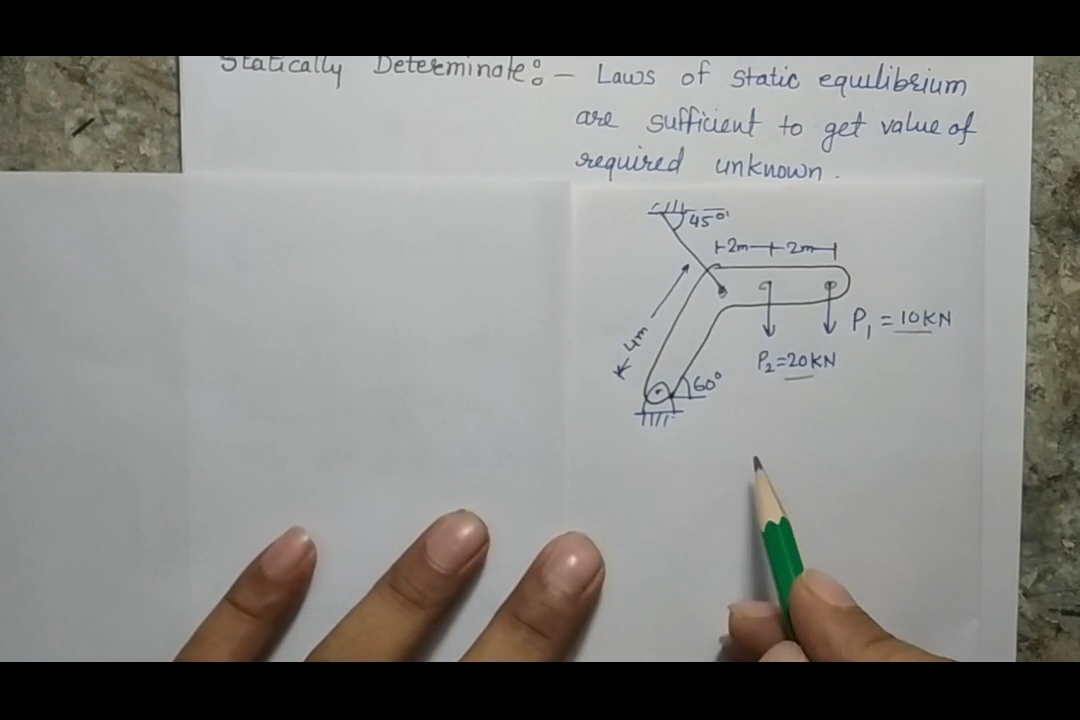 Statically Determinate:- Laws of static equilibrium
are sufficient to get value of
required unknown.
45°
2m 2m
4m
P1 = 10KN
P2=20KN
60°